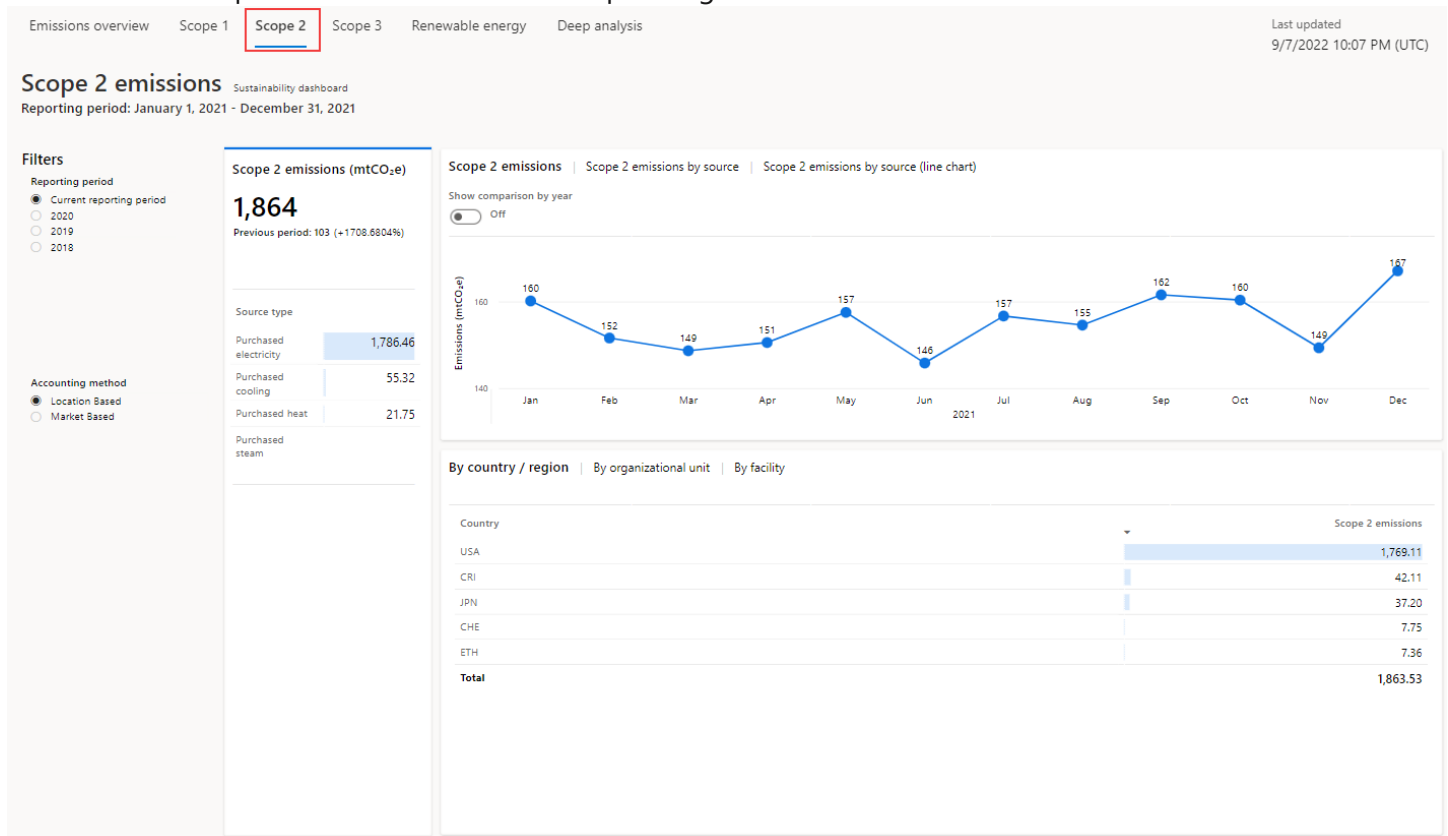 Emissions overview Scope 1 Scope 2 Scope 3 Renewable energy Deep analysis
Last updated
9/7/2022 10:07 PM (UTC)
Scope 2 emissions Sustainability dashboard
Reporting period: January 1, 2021 - December 31, 2021
Filters
Reporting period
Current reporting period
2020
2019
2018
Accounting method
Location Based
Market Based
Scope 2 emissions (mtCO₂e)
1,864
Previous period: 103 (+1708.6804%)
Source type
Purchased
electricity 1,786.46
Purchased
cooling 55.32
Purchased heat 21.75
Purchased
steam
Scope 2 emissions | Scope 2 emissions by source | Scope 2 emissions by source (line chart)
Show comparison by year
Off
Emissions (mtCO₂e)
160
140
160 152 149 151 157 146 157 155 162 160 149 167
Jan Feb Mar Apr May Jun Jul Aug Sep Oct Nov Dec
2021
By country / region | By organizational unit | By facility
Country Scope 2 emissions
USA 1,769.11
CRI 42.11
JPN 37.20
CHE 7.75
ETH 7.36
Total 1,863.53